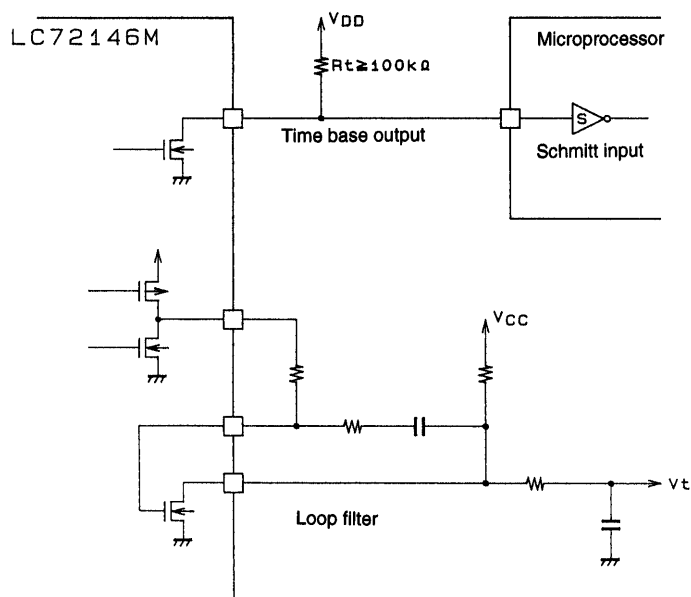 LC72146M
VDD
Rt≧100kΩ
Microprocessor
Time base output
S
Schmitt input
VCC
Vt
Loop filter